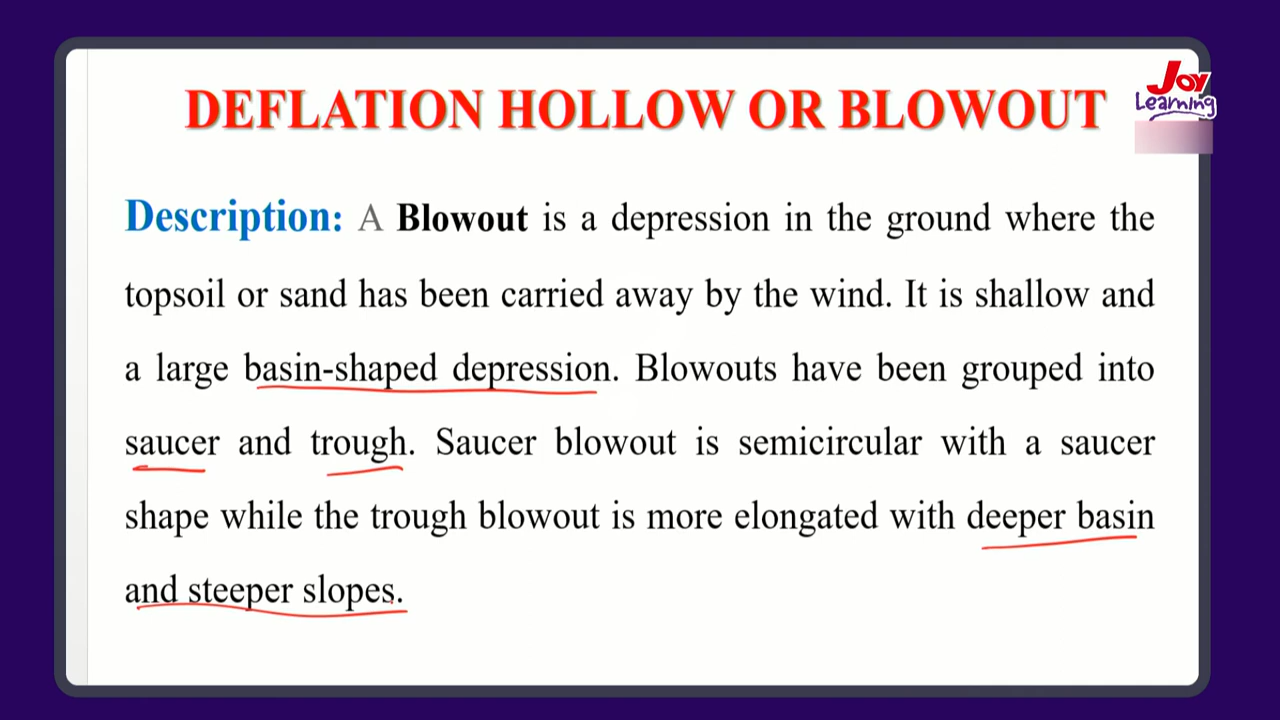 DEFLATION HOLLOW OR BLOWOUT
Joy
Learning
Description: A Blowout is a depression in the ground where the
topsoil or sand has been carried away by the wind. It is shallow and
a large basin-shaped depression. Blowouts have been grouped into
saucer and trough. Saucer blowout is semicircular with a saucer
shape while the trough blowout is more elongated with deeper basin
and steeper slopes.